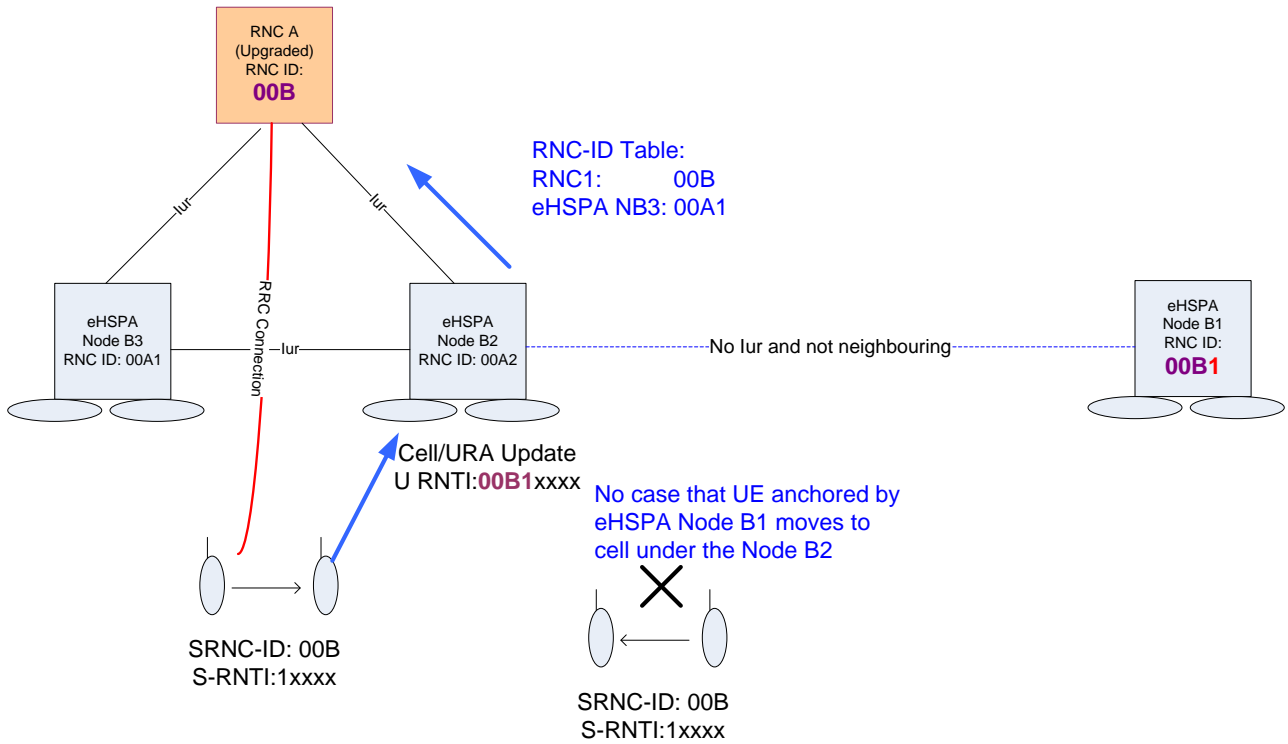 RNC A
(Upgraded)
RNC ID:
00B
RNC-ID Table:
RNC1: 00B
eHSPA NB3: 00A1
Iur
Iur
RRC Connection
eHSPA
Node B3
RNC ID: 00A1
Iur
eHSPA
Node B2
RNC ID: 00A2
No Iur and not neighbouring
eHSPA
Node B1
RNC ID:
00B1
Cell/URA Update
U RNTI:00B1xxxx
No case that UE anchored by
eHSPA Node B1 moves to
cell under the Node B2
SRNC-ID: 00B
S-RNTI:1xxxx
SRNC-ID: 00B
S-RNTI:1xxxx